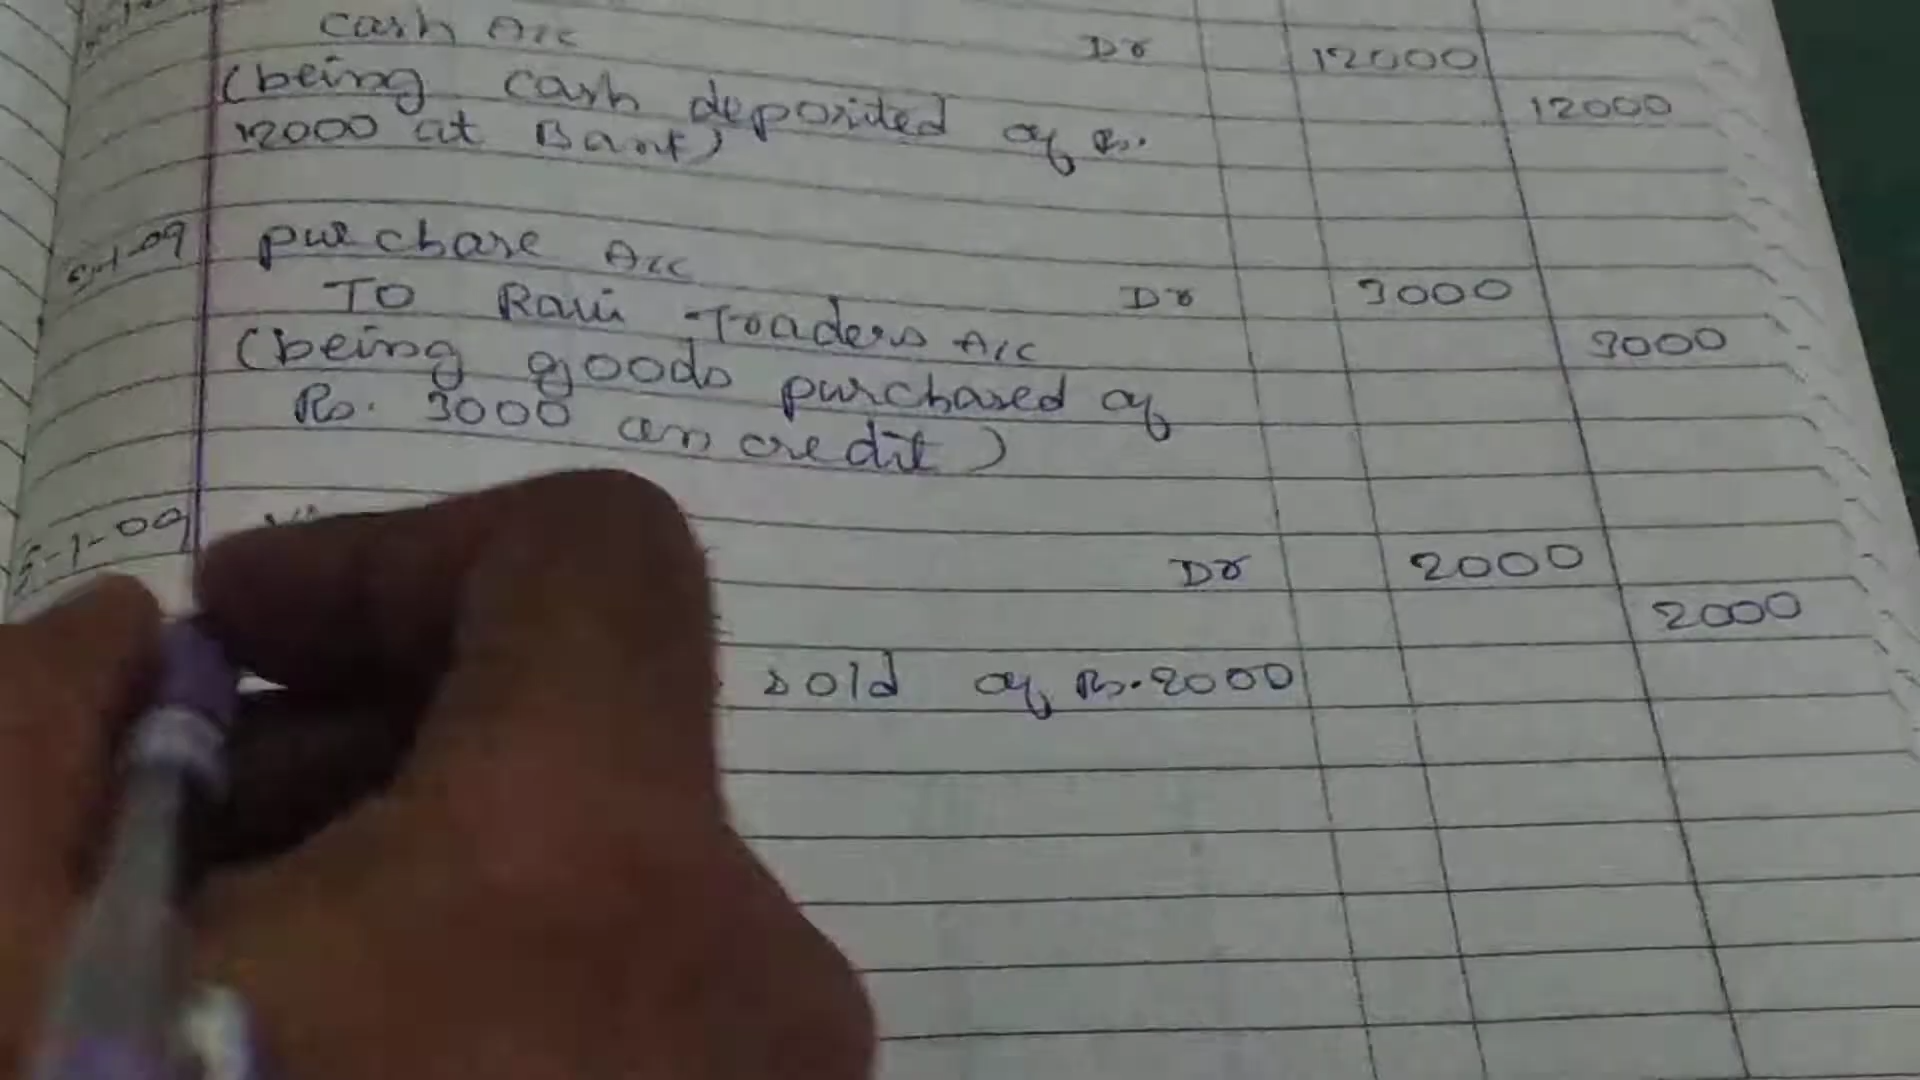 cash A/c Dr 12000
12000
(being cash deposited of Rs.
12000 at Bank)
purchase A/c Dr 3000
-1-09
TO Ravi Traders A/c 3000
(being goods purchased of
Rs. 3000 on credit)
5-1-09
Dr 2000
2000
sold of Rs. 2000